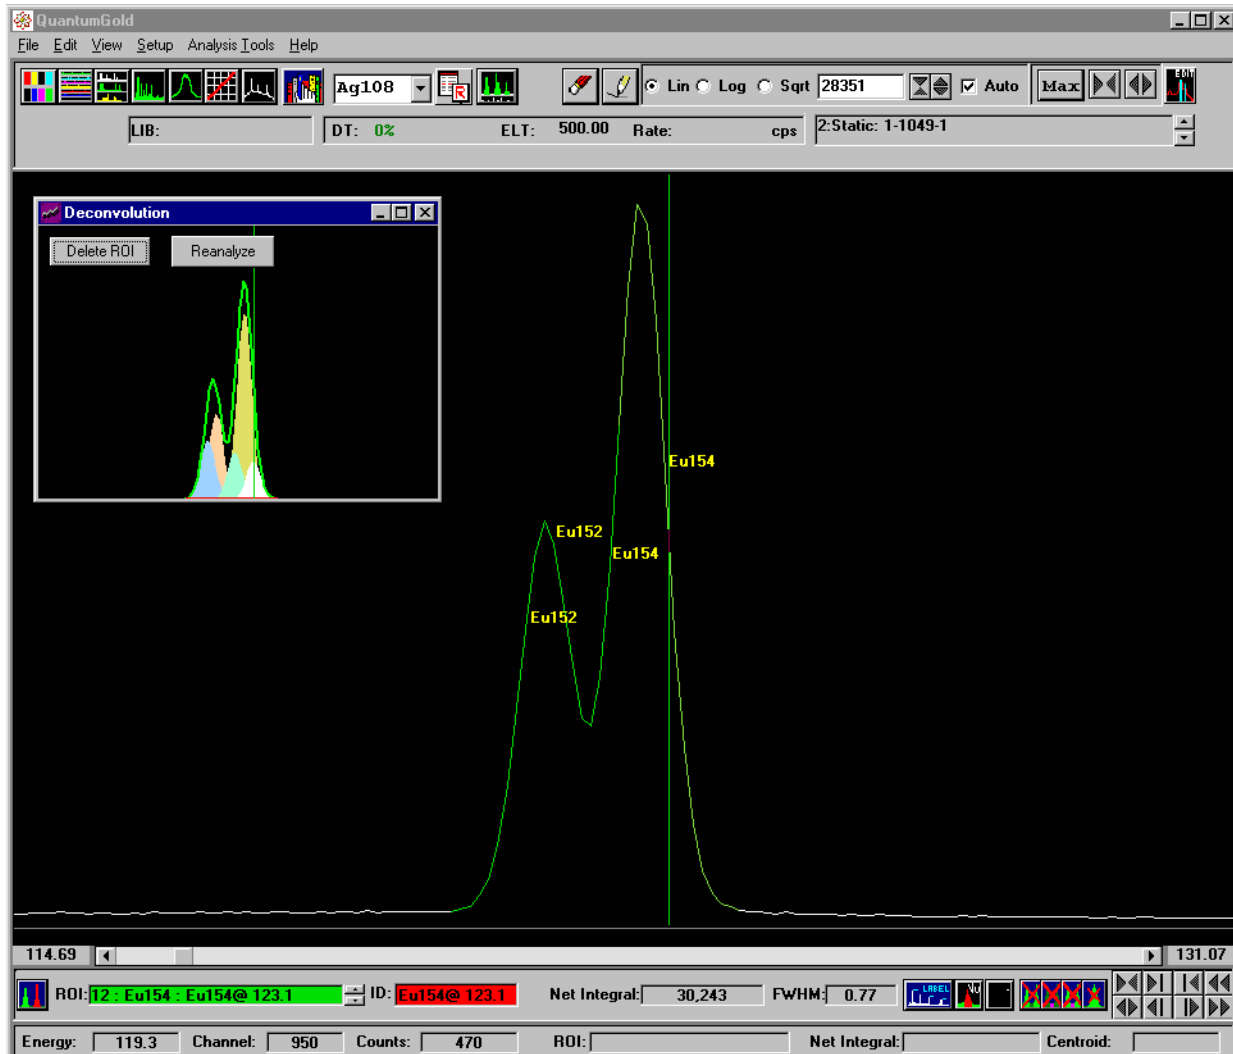 QuantumGold
File Edit View Setup Analysis Tools Help
Ag108 Lin Log Sqrt 28351 Auto Max EDIT
LIB: DT: 0% ELT: 500.00 Rate: cps 2:Static: 1-1049-1
Deconvolution
Delete ROI Reanalyze
Eu154
Eu152
Eu154
Eu152
114.69 131.07
ROI: 12 : Eu154 : Eu154@ 123.1 ID: Eu154@ 123.1 Net Integral: 30,243 FWHM: 0.77 LABEL Nu
Energy: 119.3 Channel: 950 Counts: 470 ROI: Net Integral: Centroid: